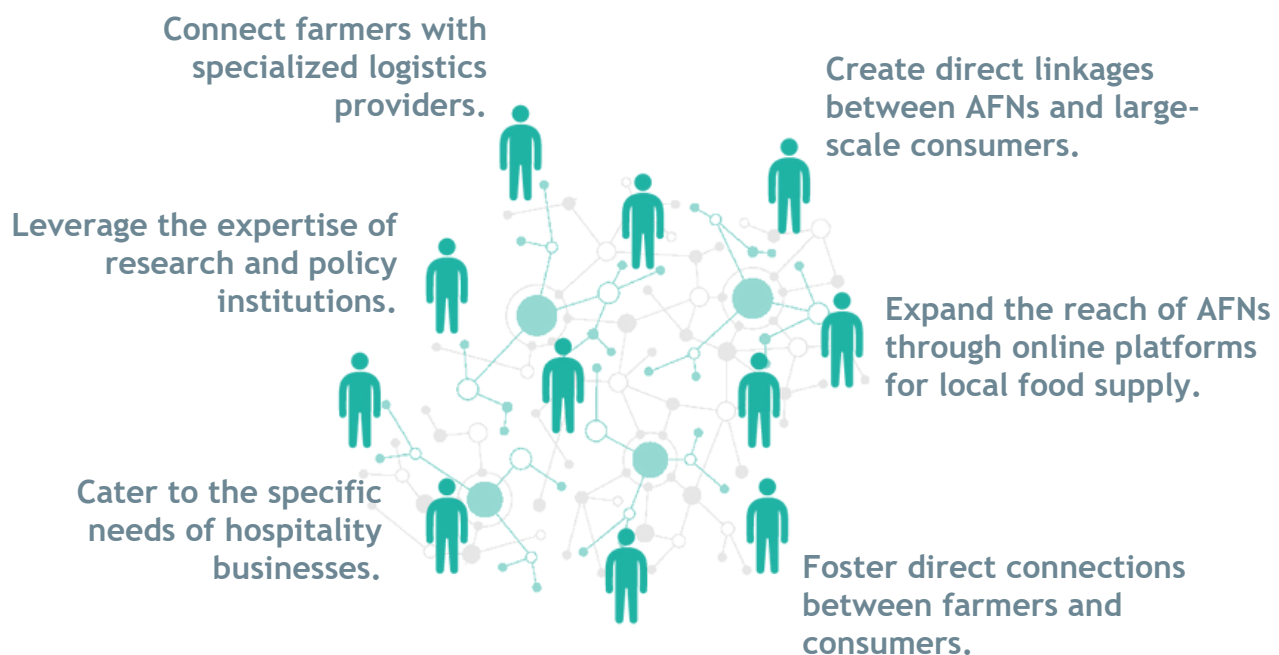 Connect farmers with
specialized logistics
providers.
Create direct linkages
between AFNs and large-
scale consumers.
Leverage the expertise of
research and policy
institutions.
Expand the reach of AFNs
through online platforms
for local food supply.
Cater to the specific
needs of hospitality
businesses.
Foster direct connections
between farmers and
consumers.